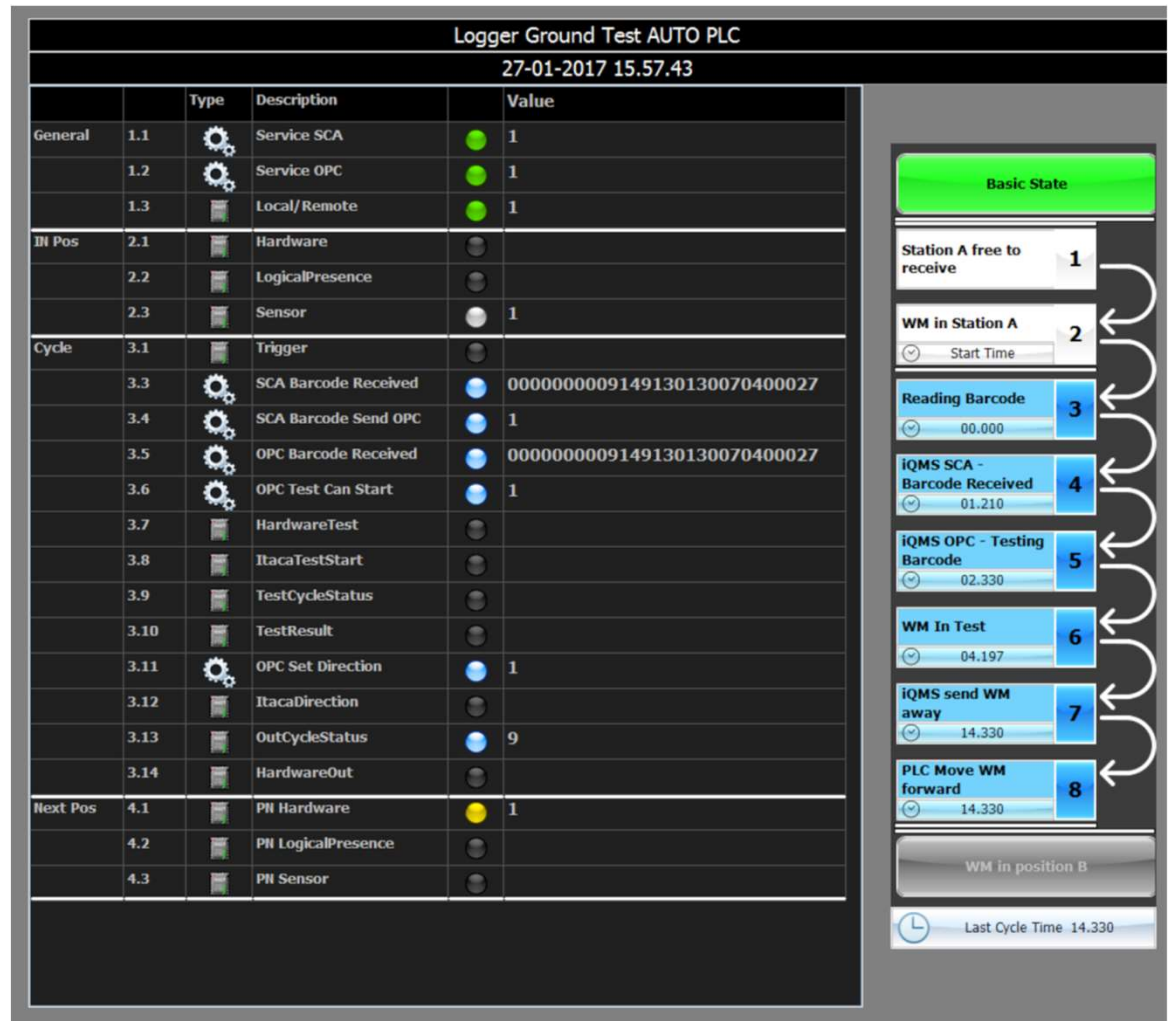 Logger Ground Test AUTO PLC
27-01-2017 15.57.43
Type Description Value
General 1.1 Service SCA 1
1.2 Service OPC 1
1.3 Local/Remote 1
IN Pos 2.1 Hardware
2.2 LogicalPresence
2.3 Sensor 1
Cycle 3.1 Trigger
3.3 SCA Barcode Received 0000000009149130130070400027
3.4 SCA Barcode Send OPC 1
3.5 OPC Barcode Received 0000000009149130130070400027
3.6 OPC Test Can Start 1
3.7 HardwareTest
3.8 ItacaTestStart
3.9 TestCycleStatus
3.10 TestResult
3.11 OPC Set Direction 1
3.12 ItacaDirection
3.13 OutCycleStatus 9
3.14 HardwareOut
Next Pos 4.1 PN Hardware 1
4.2 PN LogicalPresence
4.3 PN Sensor
Basic State
Station A free to
receive
1
WM in Station A
2
Start Time
Reading Barcode
3
00.000
iQMS SCA -
Barcode Received
4
01.210
iQMS OPC - Testing
Barcode
5
02.330
WM In Test
6
04.197
iQMS send WM
away
7
14.330
PLC Move WM
forward
8
14.330
WM in position B
Last Cycle Time 14.330